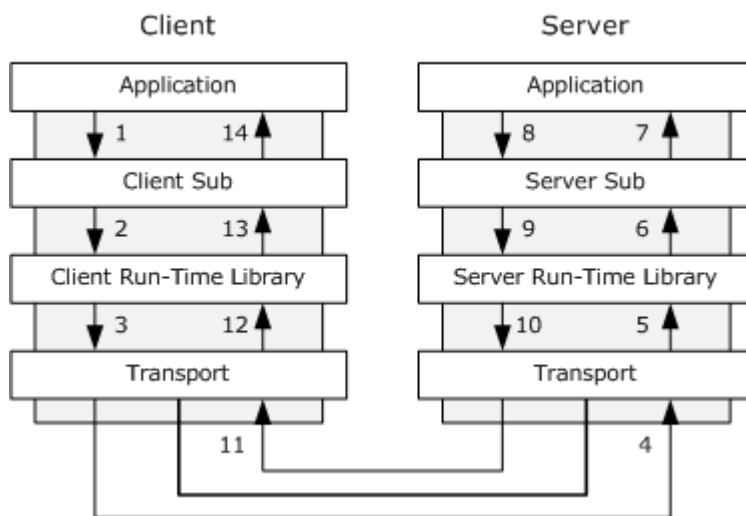 Client Server
Application Application
1 14 8 7
Client Sub Server Sub
2 13 9 6
Client Run-Time Library Server Run-Time Library
3 12 10 5
Transport Transport
11 4